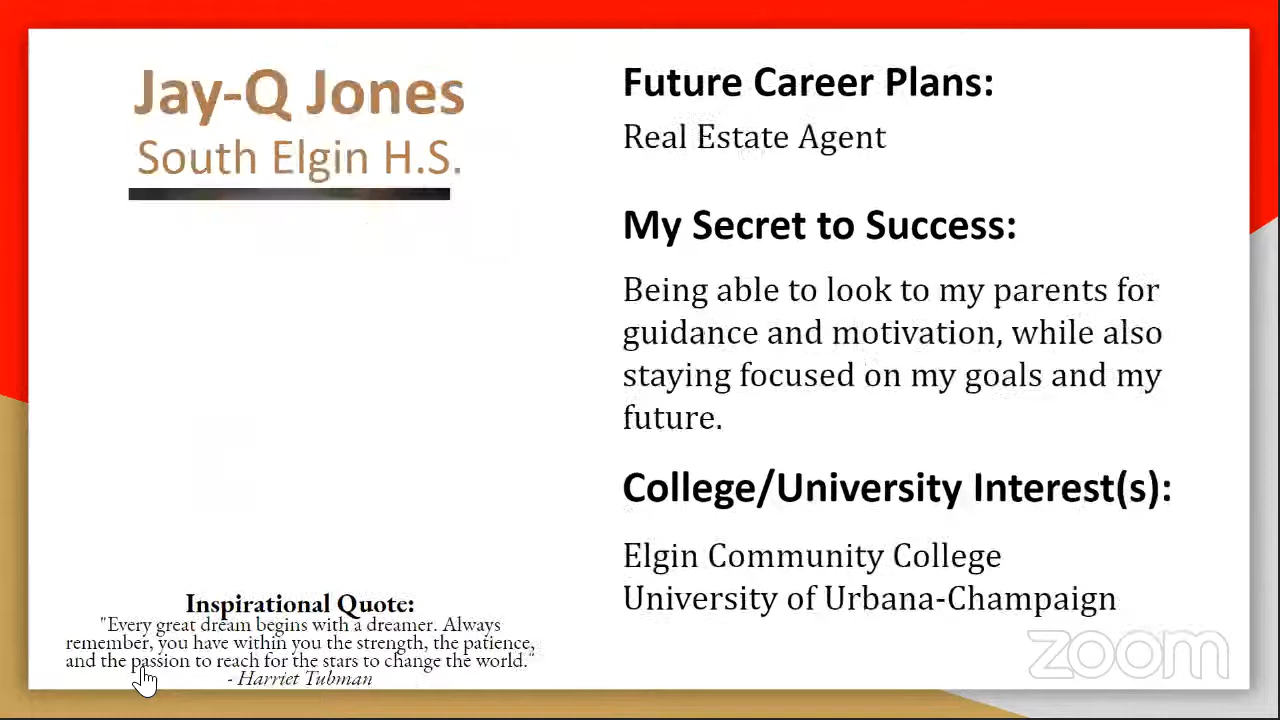 Jay-Q Jones
South Elgin H.S.
Inspirational Quote:
"Every great dream begins with a dreamer. Always
remember, you have within you the strength, the patience,
and the passion to reach for the stars to change the world."
- Harriet Tubman
Future Career Plans:
Real Estate Agent
My Secret to Success:
Being able to look to my parents for
guidance and motivation, while also
staying focused on my goals and my
future.
College/University Interest(s):
Elgin Community College
University of Urbana-Champaign
zoom